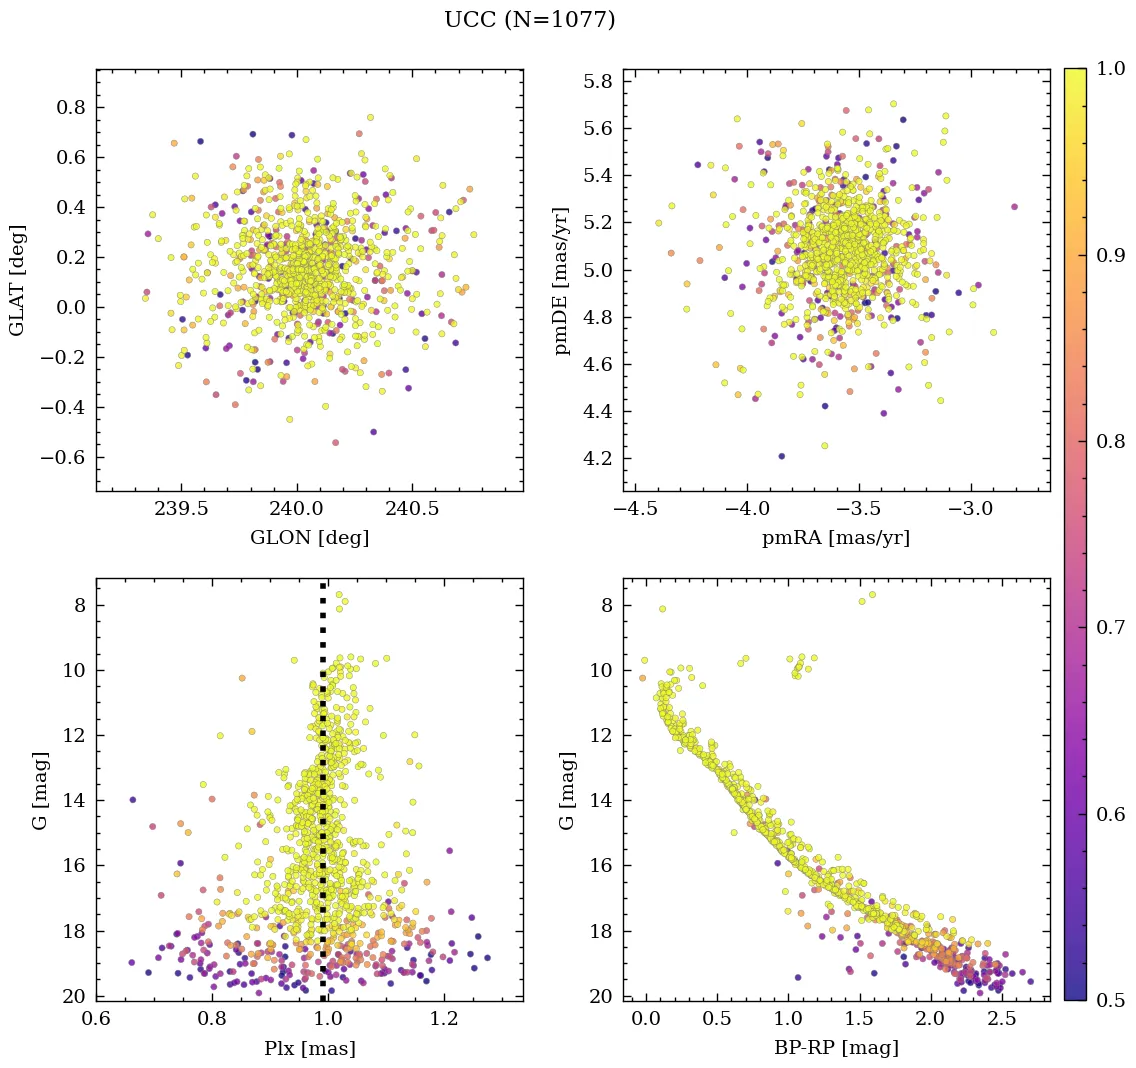 UCC (N=1077)
0.8
0.6
0.4
0.2
0.0
−0.2
−0.4
−0.6
GLAT [deg]
239.5 240.0 240.5
GLON [deg]
5.8
5.6
5.4
5.2
5.0
4.8
4.6
4.4
4.2
pmDE [mas/yr]
−4.5 −4.0 −3.5 −3.0
pmRA [mas/yr]
8
10
12
14
16
18
20
G [mag]
0.6 0.8 1.0 1.2
Plx [mas]
8
10
12
14
16
18
20
G [mag]
0.0 0.5 1.0 1.5 2.0 2.5
BP-RP [mag]
1.0
0.9
0.8
0.7
0.6
0.5